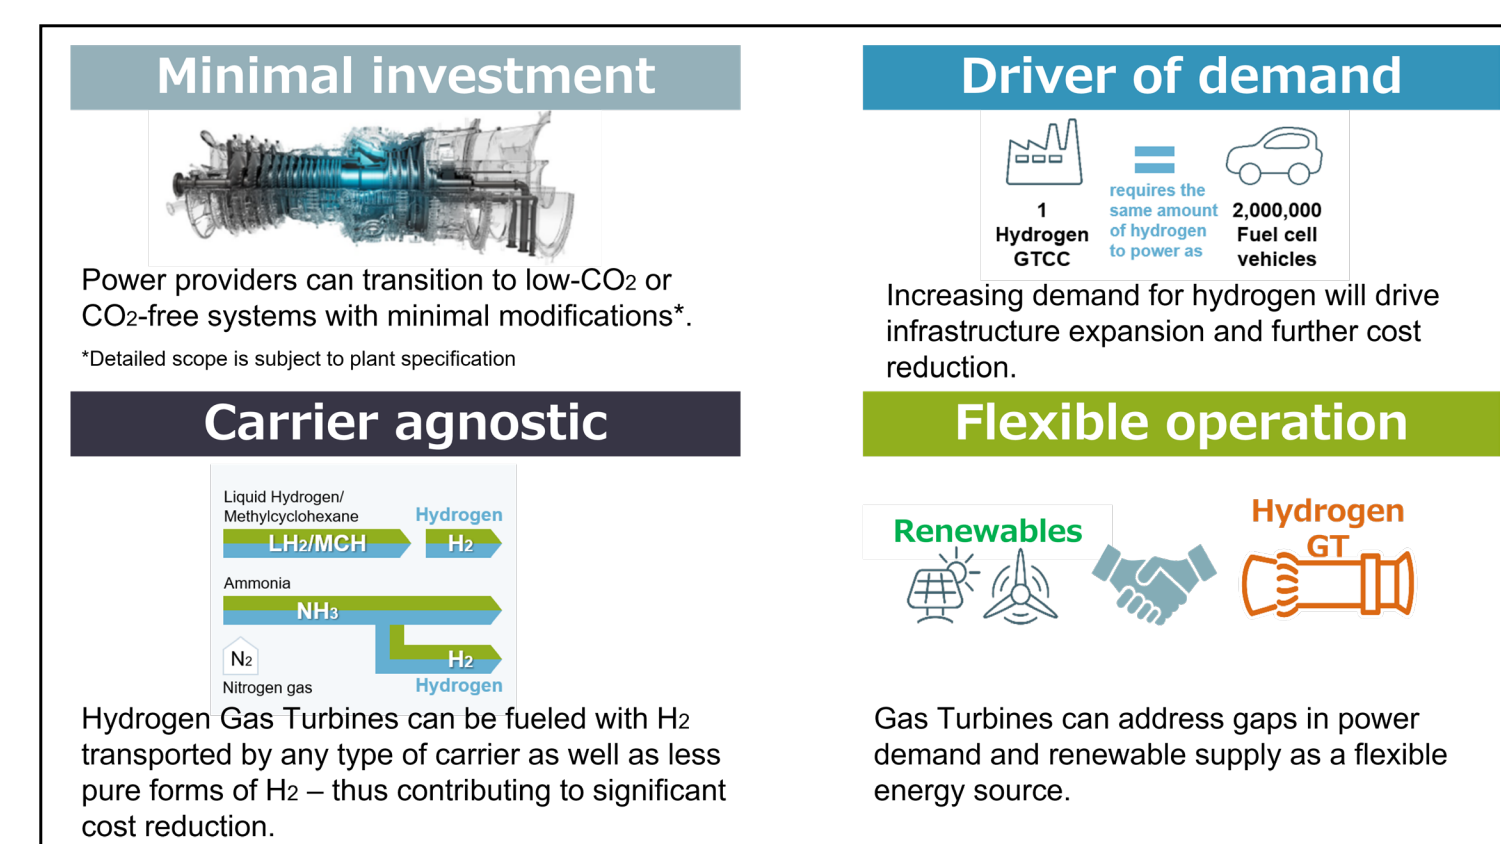 Minimal investment
Power providers can transition to low-CO2 or
CO2-free systems with minimal modifications*.
*Detailed scope is subject to plant specification
Driver of demand
1
Hydrogen
GTCC
requires the
same amount
of hydrogen
to power as
2,000,000
Fuel cell
vehicles
Increasing demand for hydrogen will drive
infrastructure expansion and further cost
reduction.
Carrier agnostic
Liquid Hydrogen/
Methylcyclohexane
Hydrogen
LH2/MCH
H2
Ammonia
NH3
N2
H2
Nitrogen gas
Hydrogen
Hydrogen Gas Turbines can be fueled with H2
transported by any type of carrier as well as less
pure forms of H2 – thus contributing to significant
cost reduction.
Flexible operation
Renewables
Hydrogen
GT
Gas Turbines can address gaps in power
demand and renewable supply as a flexible
energy source.